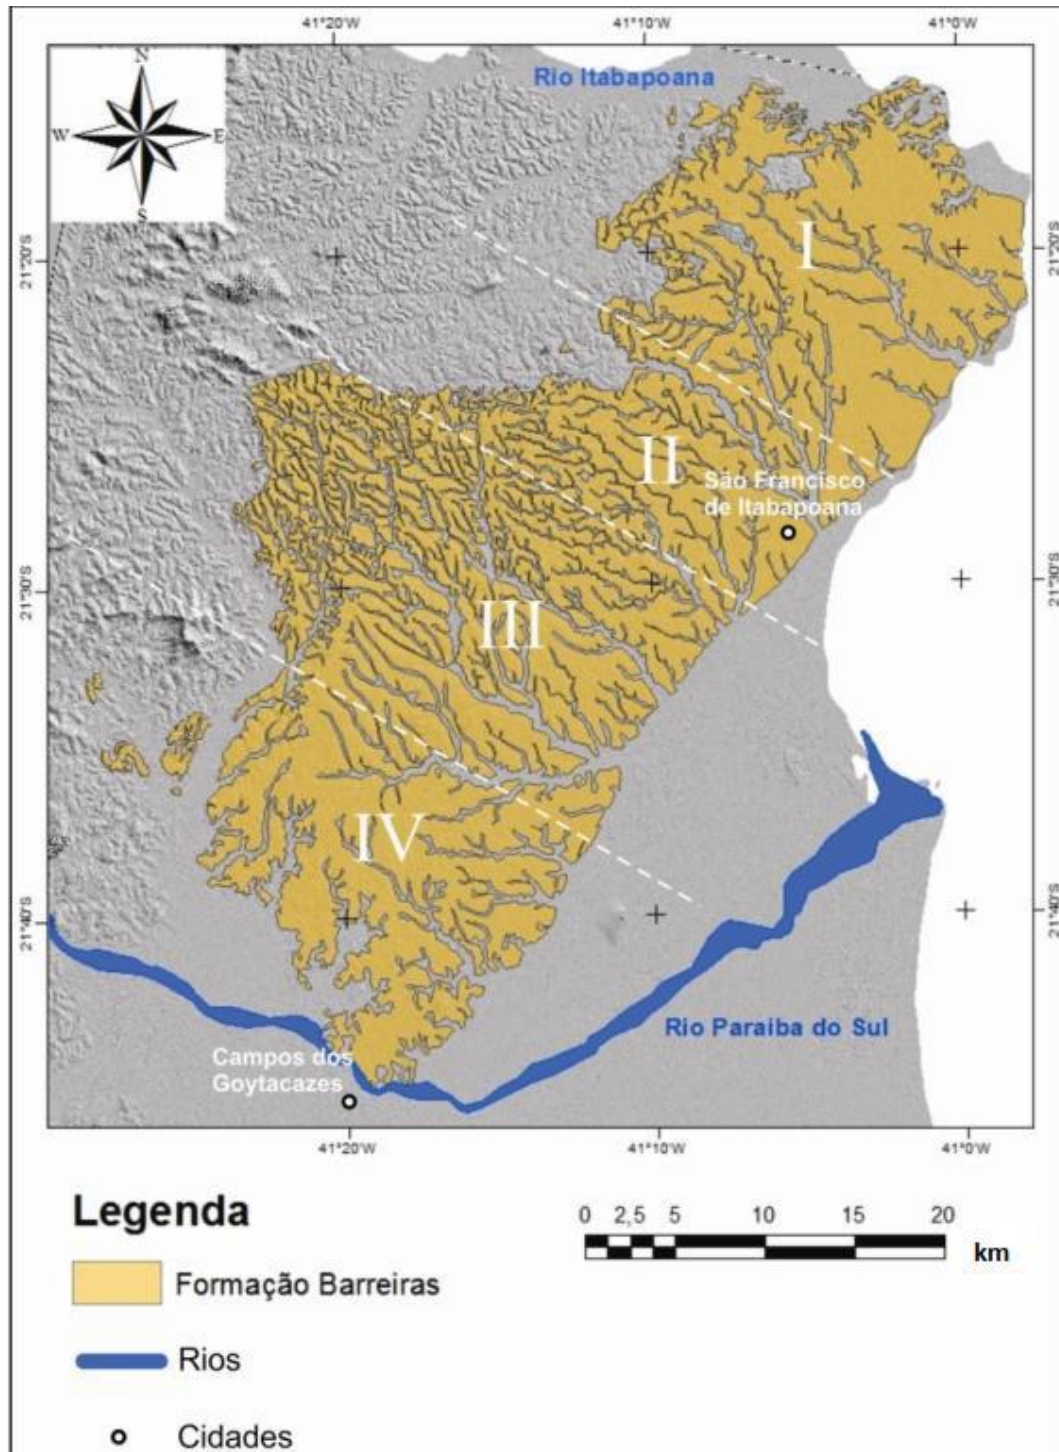 41°20'W 41°10'W 41°0'W
N
W E
S
Rio Itabapoana
21°20'S 21°20'S
I
II
São Francisco
de Itabapoana
21°30'S 21°30'S
III
IV
21°40'S 21°40'S
Rio Paraiba do Sul
Campos dos
Goytacazes
41°20'W 41°10'W 41°0'W
Legenda
0 2,5 5 10 15 20
km
Formação Barreiras
Rios
Cidades